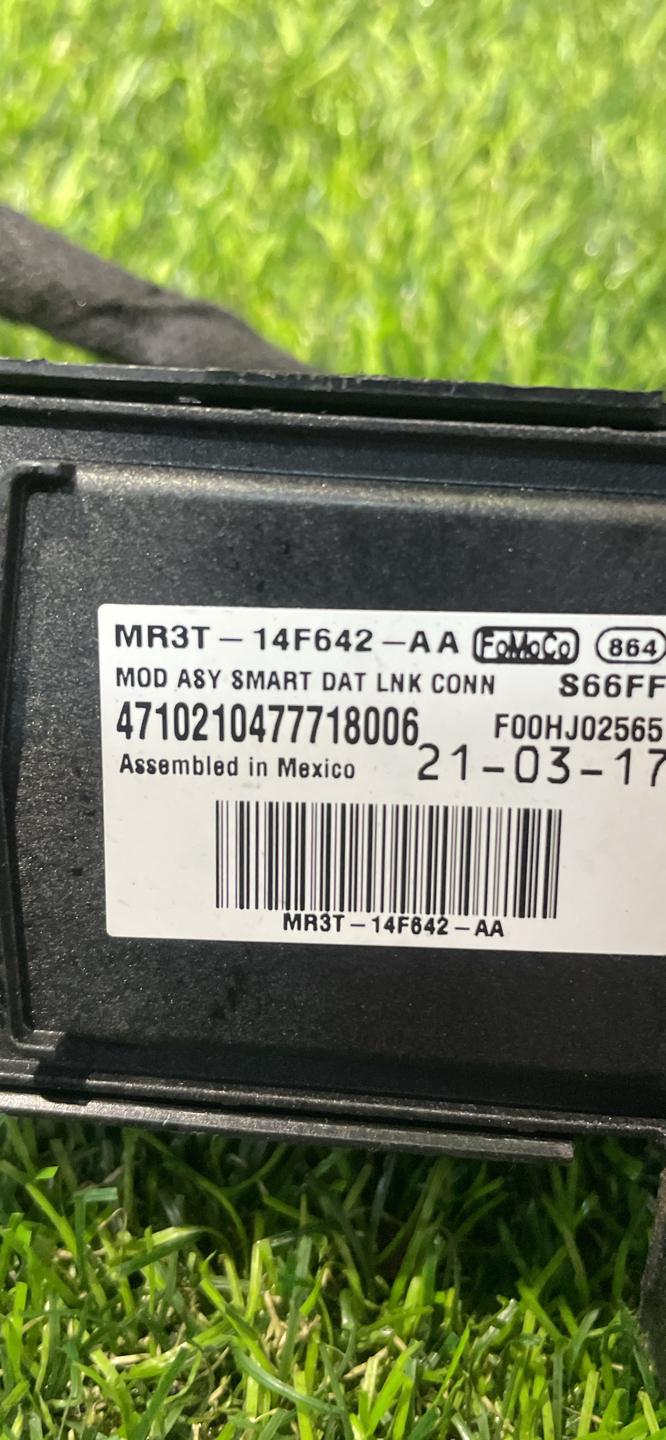 MR3T-14F642-AA FoMoCo 864
MOD ASY SMART DAT LNK CONN S66FF
4710210477718006 F00HJ02565
Assembled in Mexico 21-03-17
MR3T-14F642-AA